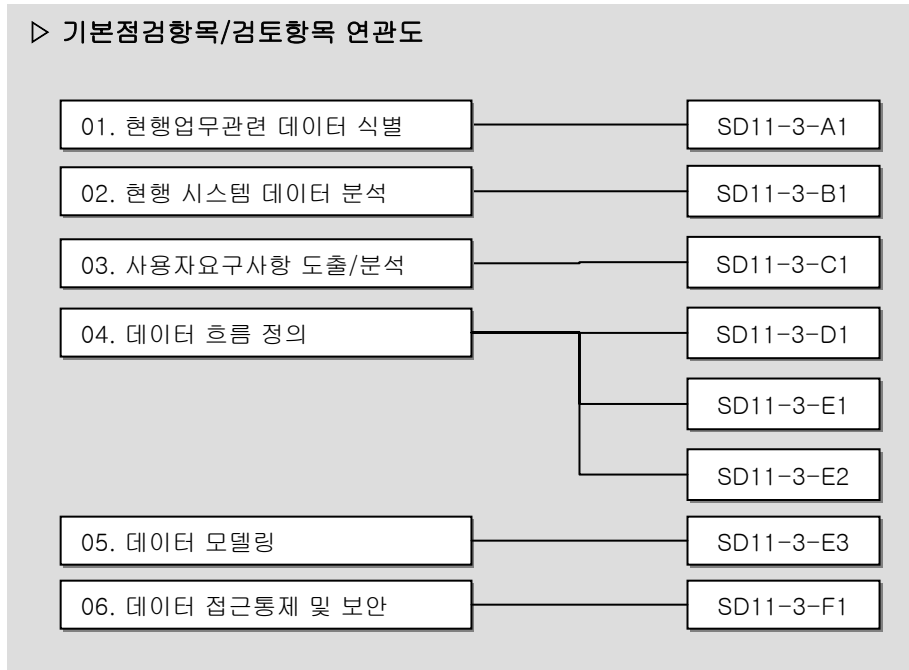 ▷ 기본점검항목/검토항목 연관도
01. 현행업무관련 데이터 식별 SD11-3-A1
02. 현행 시스템 데이터 분석 SD11-3-B1
03. 사용자요구사항 도출/분석 SD11-3-C1
04. 데이터 흐름 정의 SD11-3-D1
SD11-3-E1
SD11-3-E2
05. 데이터 모델링 SD11-3-E3
06. 데이터 접근통제 및 보안 SD11-3-F1